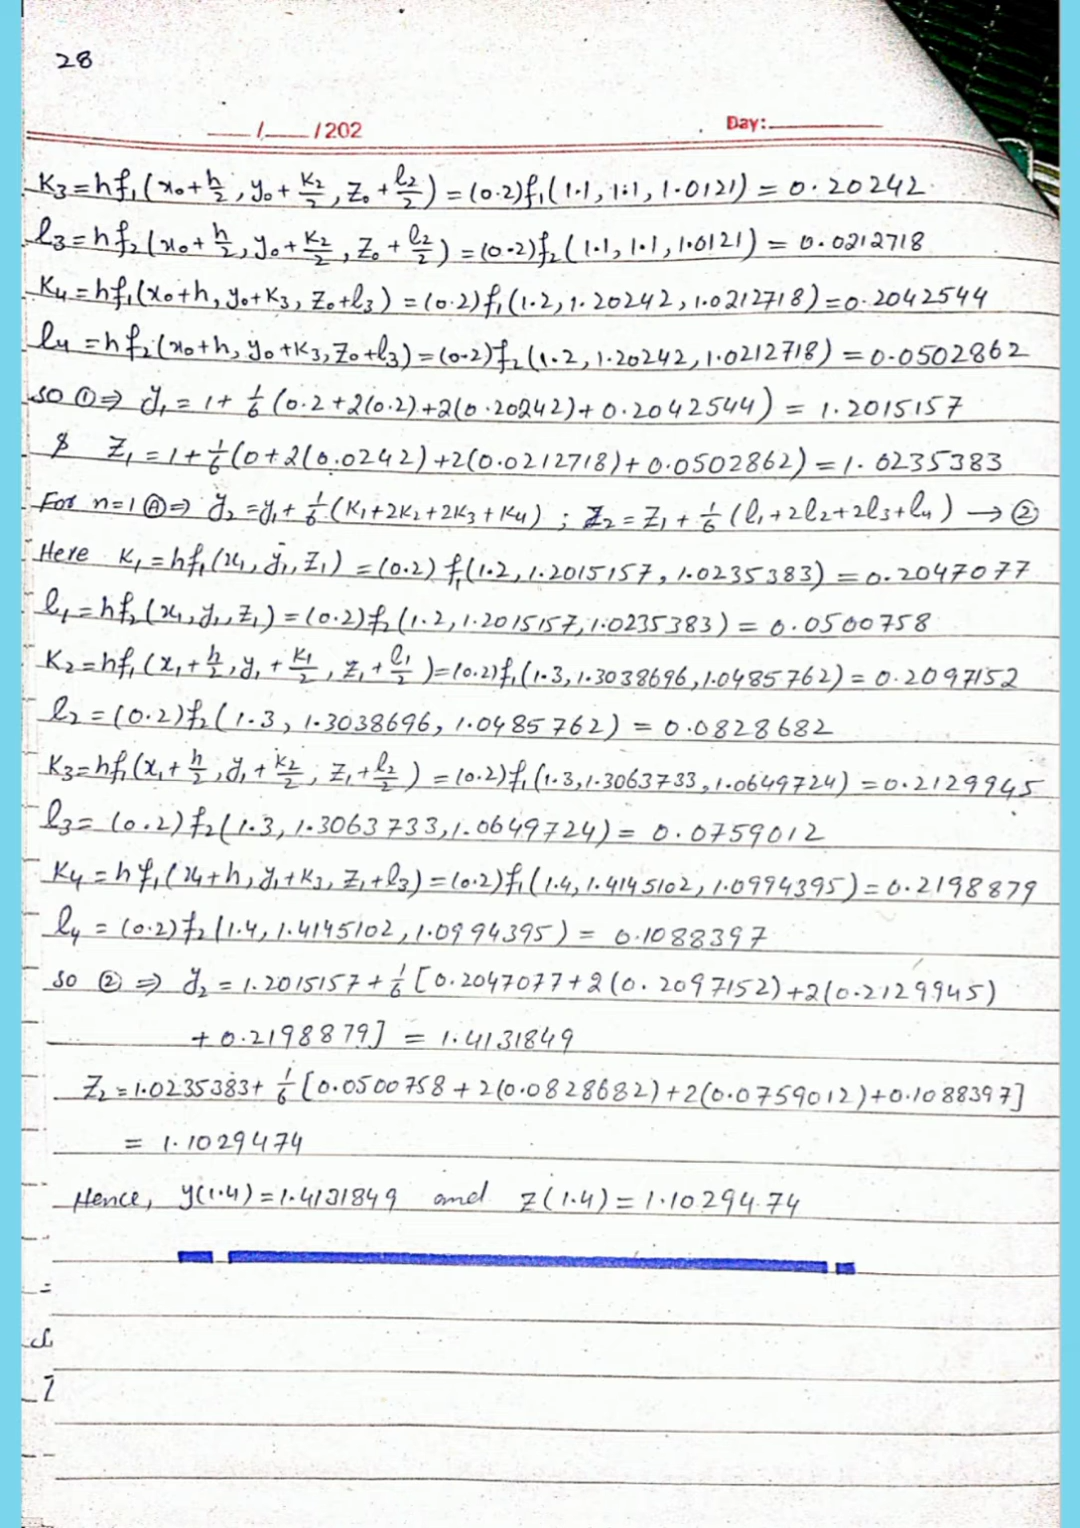 28
__/__/202 Day:____
K₃=hf₁(x₀+h/2, y₀+K₂/2, z₀+l₂/2) = (0.2)f₁(1.1, 1.1, 1.0121) = 0.20242
l₃=hf₂(x₀+h/2, y₀+K₂/2, z₀+l₂/2) = (0.2)f₂(1.1, 1.1, 1.0121) = 0.0212718
K₄=hf₁(x₀+h, y₀+K₃, z₀+l₃) = (0.2)f₁(1.2, 1.20242, 1.0212718)=0.2042544
l₄=hf₂(x₀+h, y₀+K₃, z₀+l₃)=(0.2)f₂(1.2, 1.20242, 1.0212718) = 0.0502862
so ①⇒ y₁ = 1+ 1/6 (0.2+2(0.2)+2(0.20242)+0.2042544) = 1.2015157
& z₁ = 1+1/6(0+2(0.0242)+2(0.0212718)+0.0502862) = 1.0235383
For n=1 Ⓐ⇒ y₂=y₁+1/6(K₁+2K₂+2K₃+K₄) ; z₂=z₁+1/6(l₁+2l₂+2l₃+l₄) → ②
Here K₁=hf₁(x₁, y₁, z₁) = (0.2) f₁(1.2, 1.2015157, 1.0235383) = 0.2047077
l₁=hf₂(x₁, y₁, z₁) = (0.2)f₂(1.2, 1.2015157, 1.0235383) = 0.0500758
K₂=hf₁(x₁+h/2, y₁+K₁/2, z₁+l₁/2)=(0.2)f₁(1.3, 1.3038696, 1.0485762) = 0.2097152
l₂=(0.2)f₂(1.3, 1.3038696, 1.0485762) = 0.0828682
K₃=hf₁(x₁+h/2, y₁+K₂/2, z₁+l₂/2) = (0.2)f₁(1.3, 1.3063733, 1.0649724) = 0.2129945
l₃= (0.2)f₂(1.3, 1.3063733, 1.0649724) = 0.0759012
K₄=hf₁(x₁+h, y₁+K₃, z₁+l₃) = (0.2)f₁(1.4, 1.4145102, 1.0994395)=0.2198879
l₄ = (0.2)f₂(1.4, 1.4145102, 1.0994395) = 0.1088397
so ② ⇒ y₂ = 1.2015157+1/6[0.2047077+2(0.2097152)+2(0.2129945)
+0.2198879] = 1.4131849
z₂=1.0235383+ 1/6[0.0500758+2(0.0828682)+2(0.0759012)+0.1088397]
= 1.1029474
Hence, y(1.4)=1.4131849 and z(1.4)=1.1029474